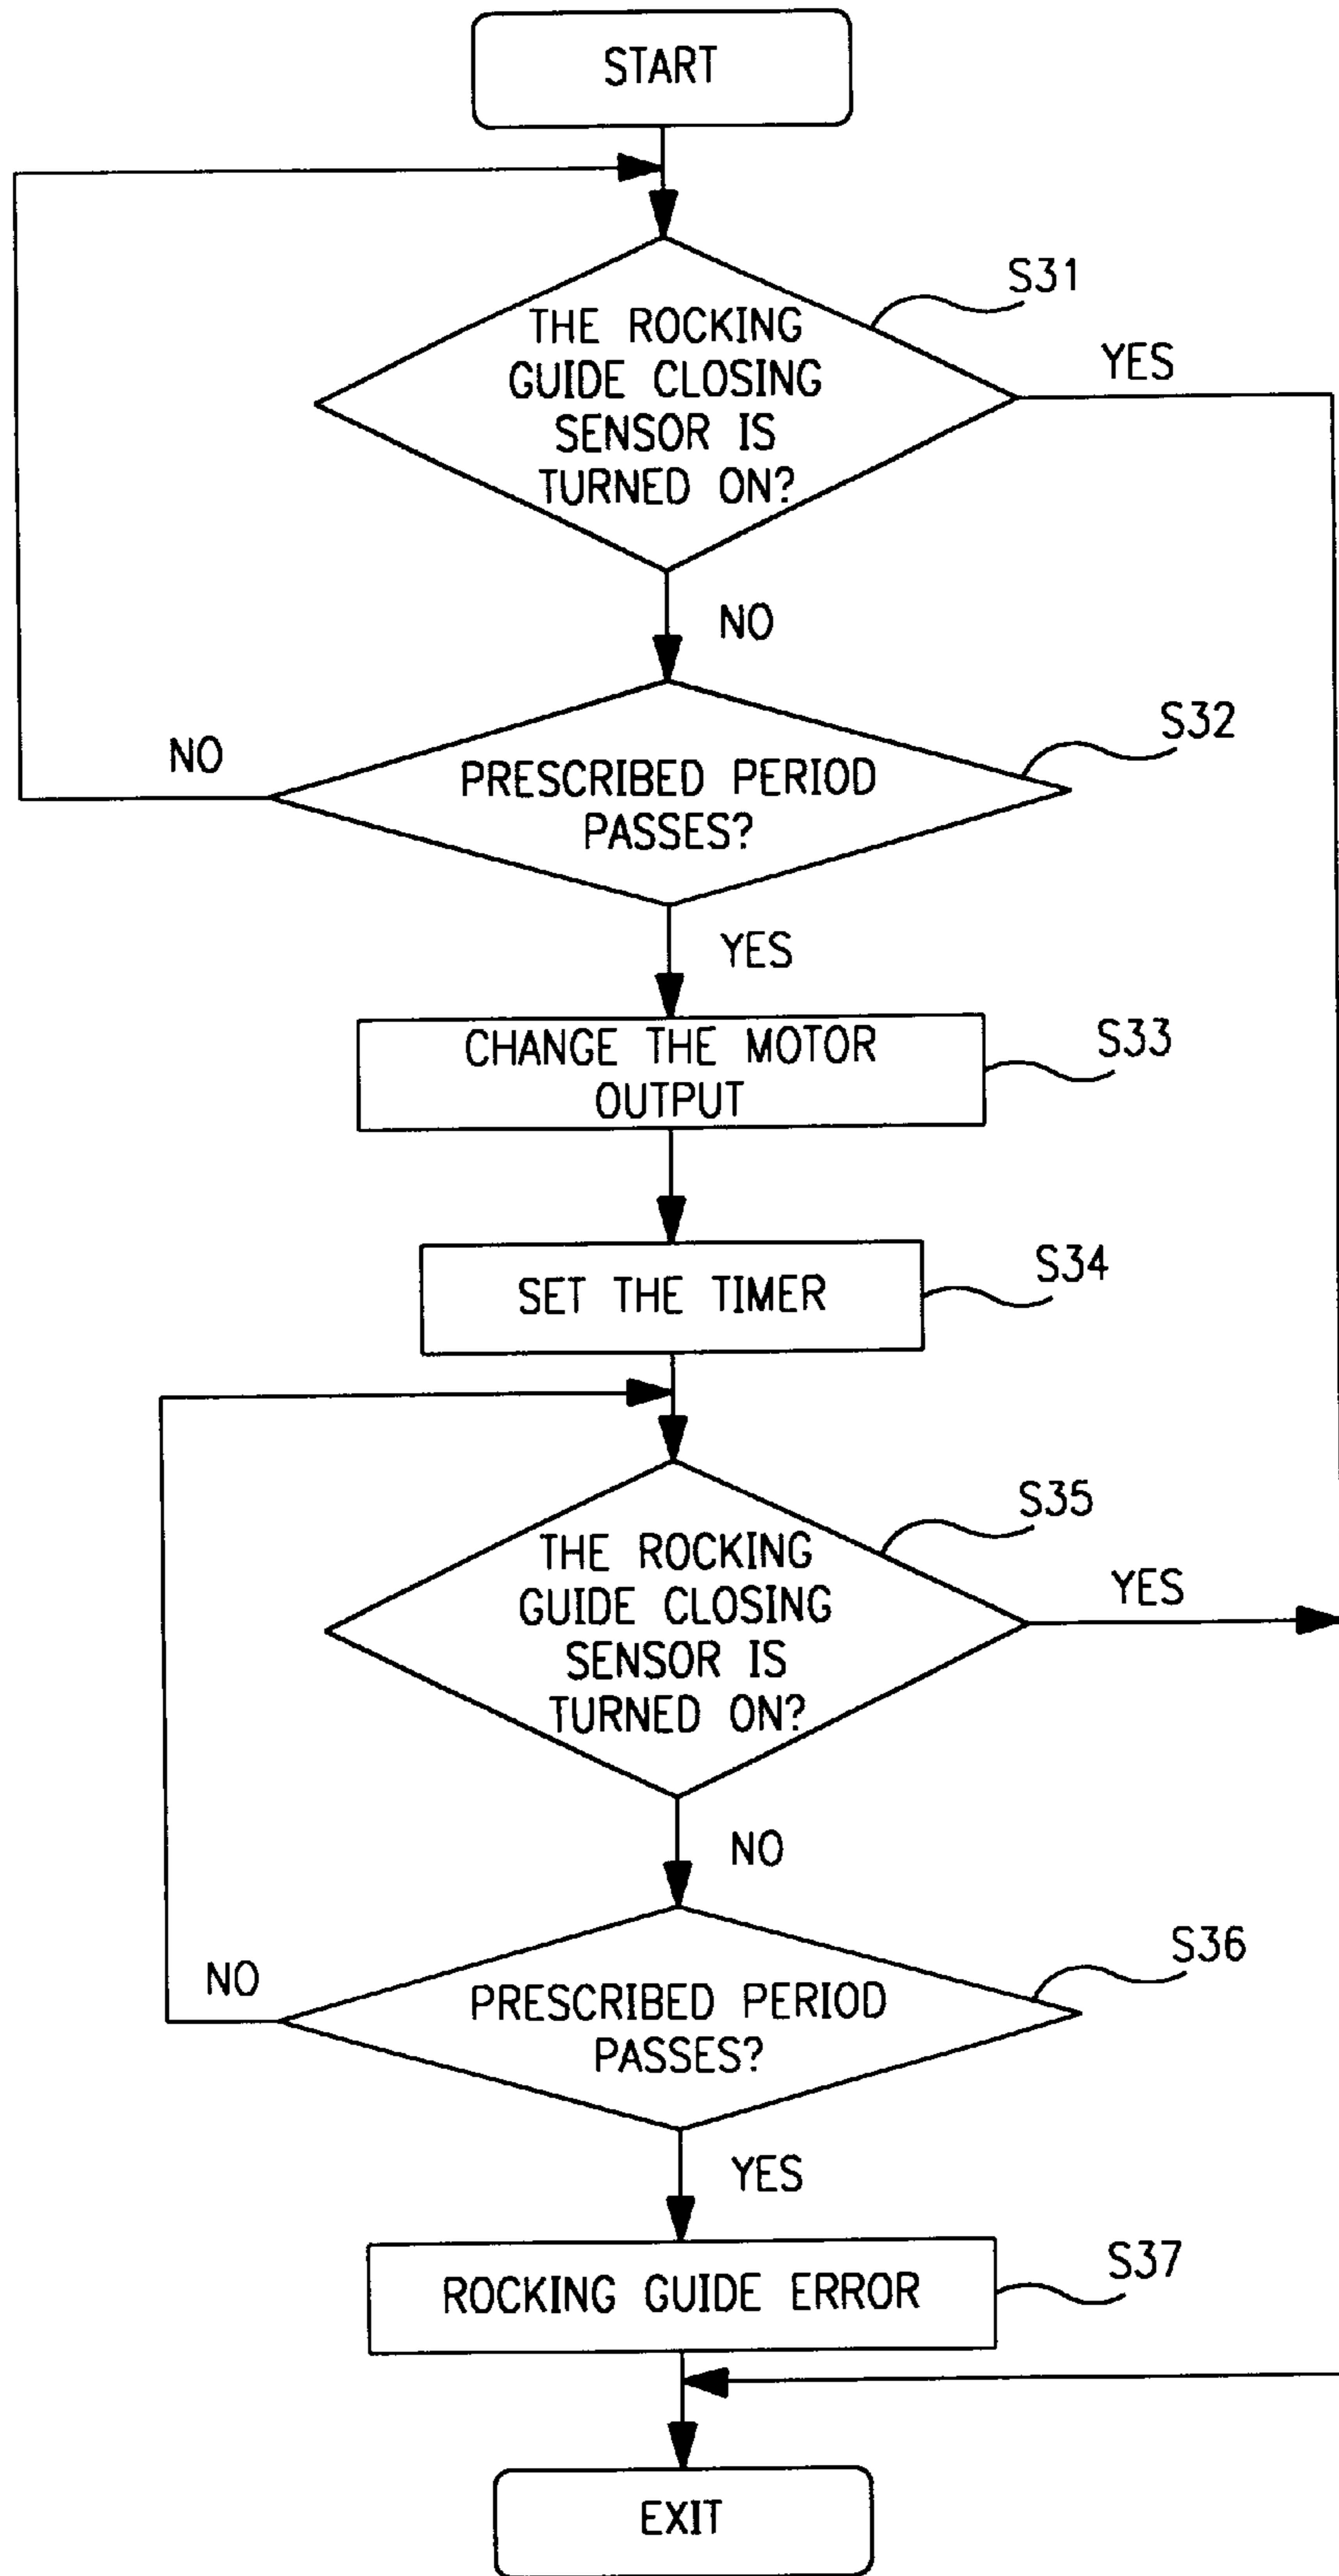 START
S31
THE ROCKING
GUIDE CLOSING
SENSOR IS
TURNED ON?
YES
NO
S32
NO
PRESCRIBED PERIOD
PASSES?
YES
S33
CHANGE THE MOTOR
OUTPUT
S34
SET THE TIMER
S35
THE ROCKING
GUIDE CLOSING
SENSOR IS
TURNED ON?
YES
NO
S36
NO
PRESCRIBED PERIOD
PASSES?
YES
S37
ROCKING GUIDE ERROR
EXIT